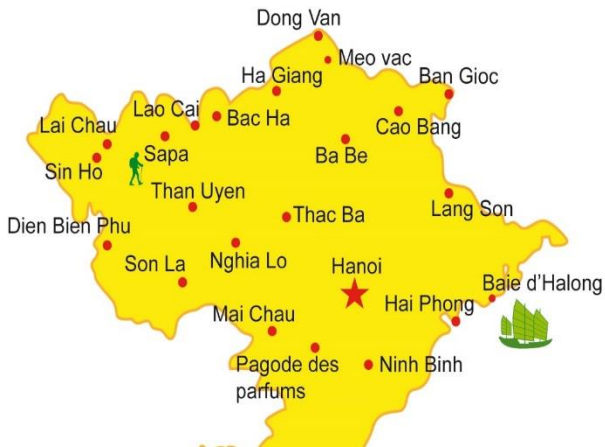 Dong Van
Meo vac
Ha Giang
Ban Gioc
Lao Cai
Bac Ha
Cao Bang
Lai Chau
Sapa
Ba Be
Sin Ho
Than Uyen
Thac Ba
Lang Son
Dien Bien Phu
Son La
Nghia Lo
Hanoi
Baie d'Halong
Mai Chau
Hai Phong
Pagode des
parfums
Ninh Binh